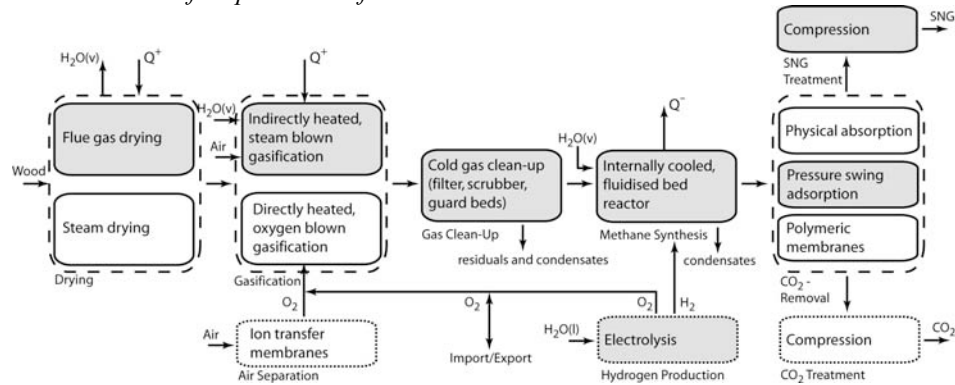 SNG
Compression
SNG
Treatment
H₂O(v)
Q⁺
Q⁺
Q⁻
H₂O(v)
H₂O(v)
Air
Wood
Flue gas drying
Steam drying
Drying
Indirectly heated,
steam blown
gasification
Directly heated,
oxygen blown
gasification
Gasification
Cold gas clean-up
(filter, scrubber,
guard beds)
Gas Clean-Up
residuals and condensates
Internally cooled,
fluidised bed
reactor
Methane Synthesis
condensates
Physical absorption
Pressure swing
adsorption
Polymeric
membranes
CO₂ -
Removal
O₂
O₂
O₂
H₂
Air
Ion transfer
membranes
Air Separation
Import/Export
H₂O(l)
Electrolysis
Hydrogen Production
Compression
CO₂
CO₂ Treatment